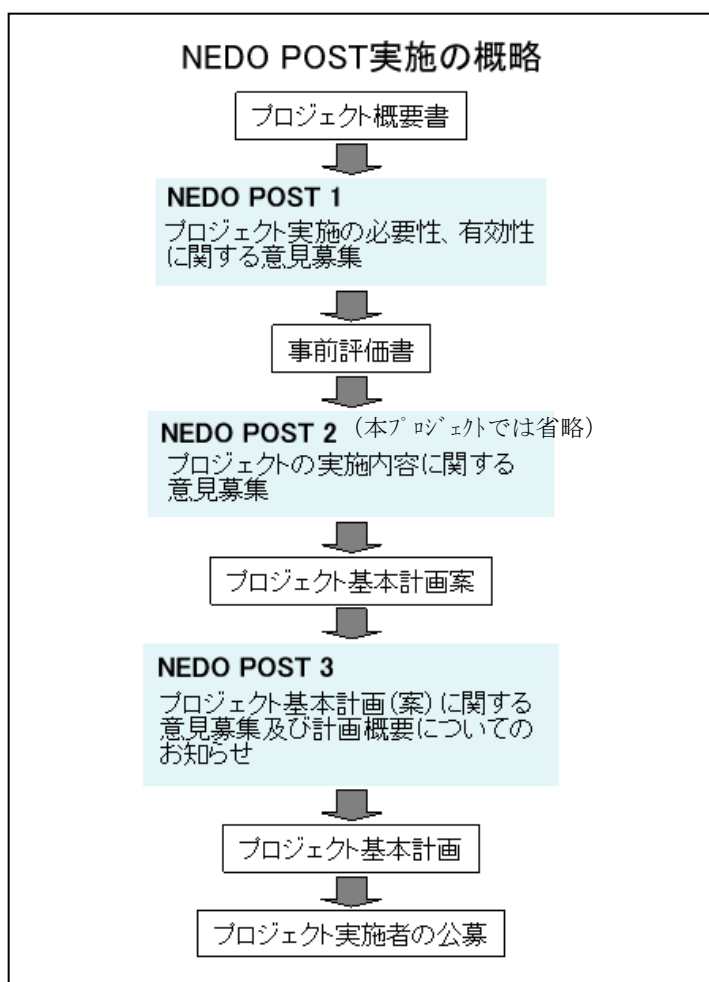 NEDO POST実施の概略
プロジェクト概要書
NEDO POST 1
プロジェクト実施の必要性、有効性
に関する意見募集
事前評価書
NEDO POST 2 (本プロジェクトでは省略)
プロジェクトの実施内容に関する
意見募集
プロジェクト基本計画案
NEDO POST 3
プロジェクト基本計画(案)に関する
意見募集及び計画概要についての
お知らせ
プロジェクト基本計画
プロジェクト実施者の公募